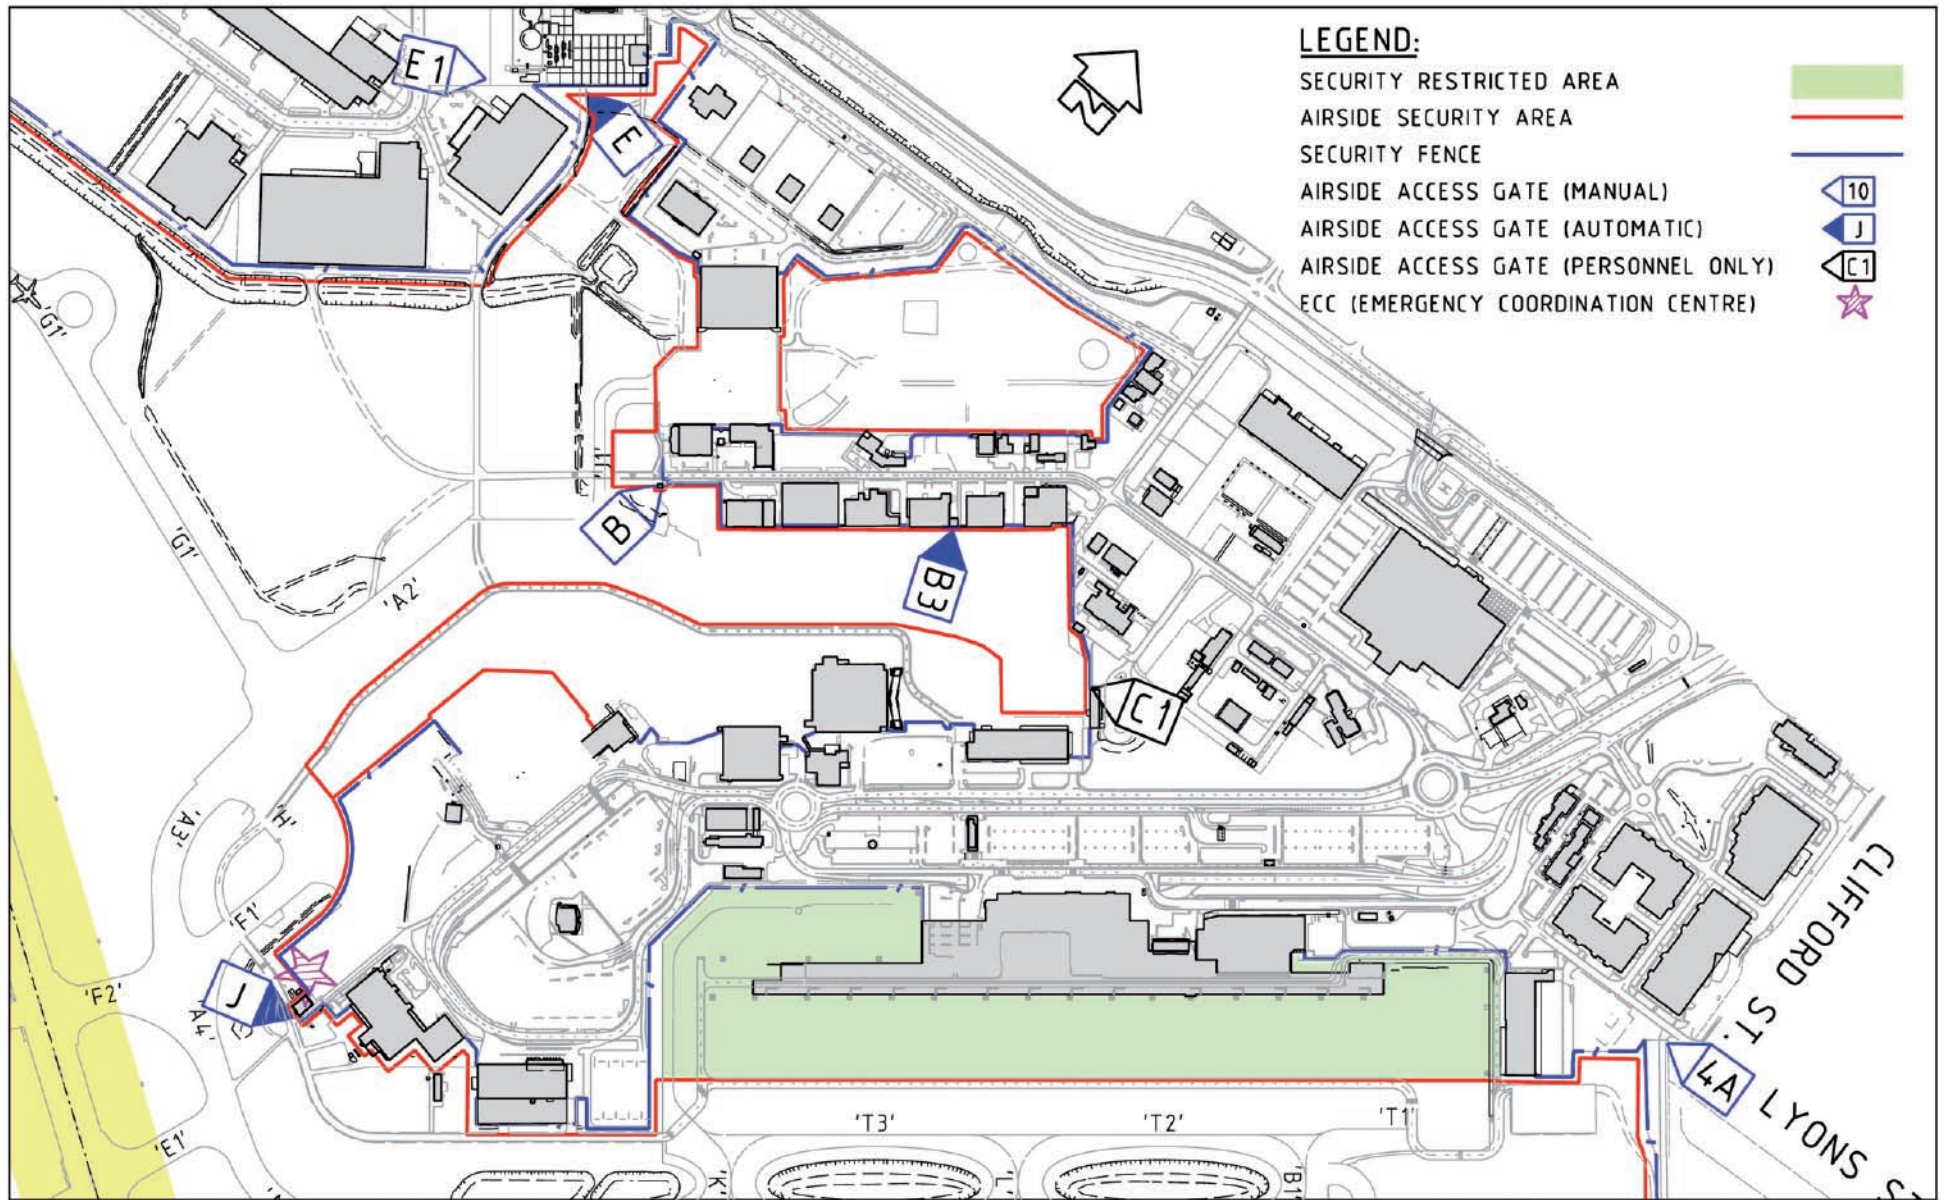 LEGEND:
SECURITY RESTRICTED AREA
AIRSIDE SECURITY AREA
SECURITY FENCE
AIRSIDE ACCESS GATE (MANUAL) 10
AIRSIDE ACCESS GATE (AUTOMATIC) J
AIRSIDE ACCESS GATE (PERSONNEL ONLY) C1
ECC (EMERGENCY COORDINATION CENTRE)
N
E1
E
'G1'
'G1'
B
'A2'
B3
C1
'A3'
'H'
'F1'
J
'F2'
'A4'
'E1'
'T3'
'T2'
'T1'
'K'
'L'
'B1'
4A
CLIFFORD ST.
LYONS